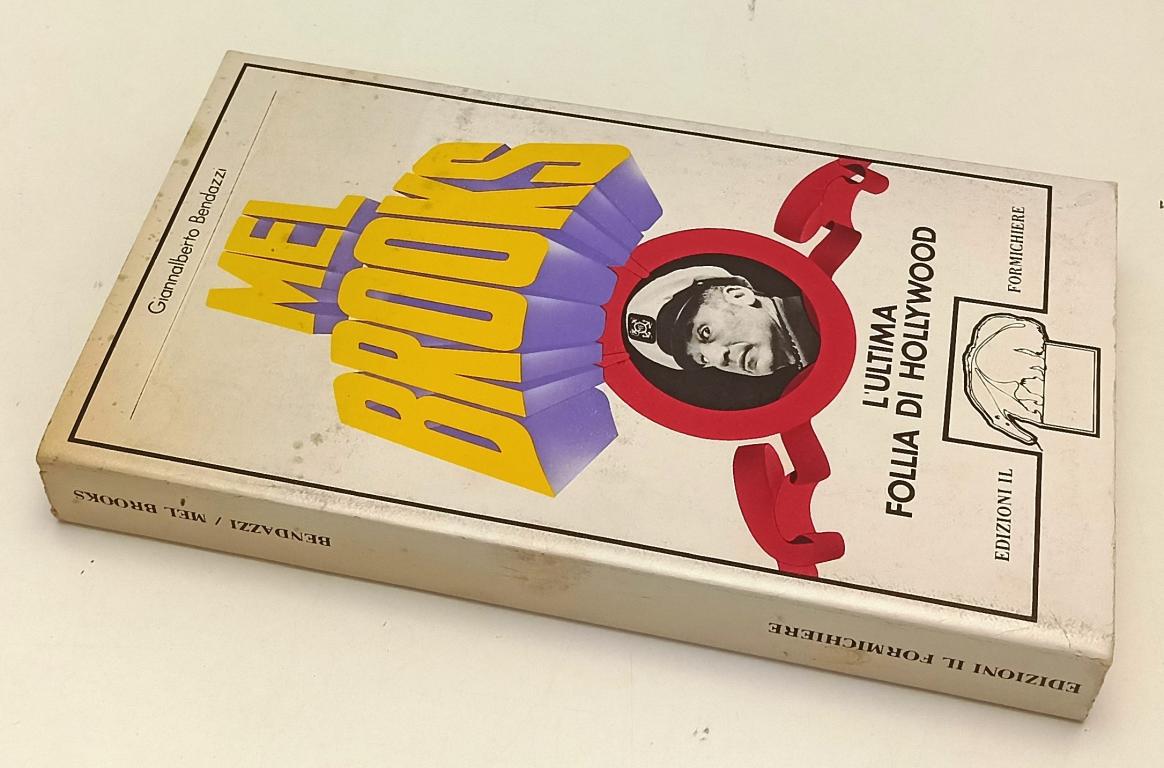 Giannalberto Bendazzi
MEL
BROOKS
L'ULTIMA
FOLLIA DI HOLLYWOOD
EDIZIONI IL
FORMICHIERE
BENDAZZI / MEL BROOKS
EDIZIONI IL FORMICHIERE